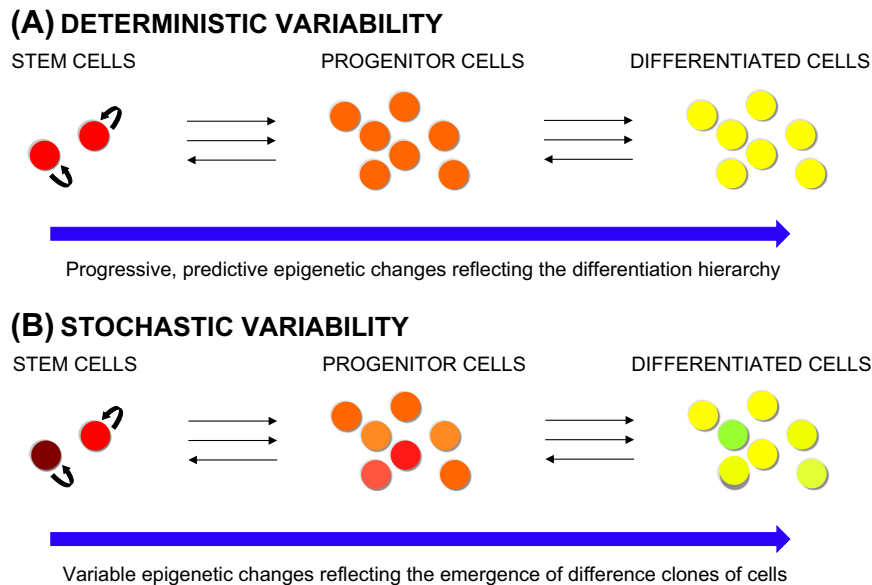 (A) DETERMINISTIC VARIABILITY
STEM CELLS PROGENITOR CELLS DIFFERENTIATED CELLS
Progressive, predictive epigenetic changes reflecting the differentiation hierarchy
(B) STOCHASTIC VARIABILITY
STEM CELLS PROGENITOR CELLS DIFFERENTIATED CELLS
Variable epigenetic changes reflecting the emergence of difference clones of cells